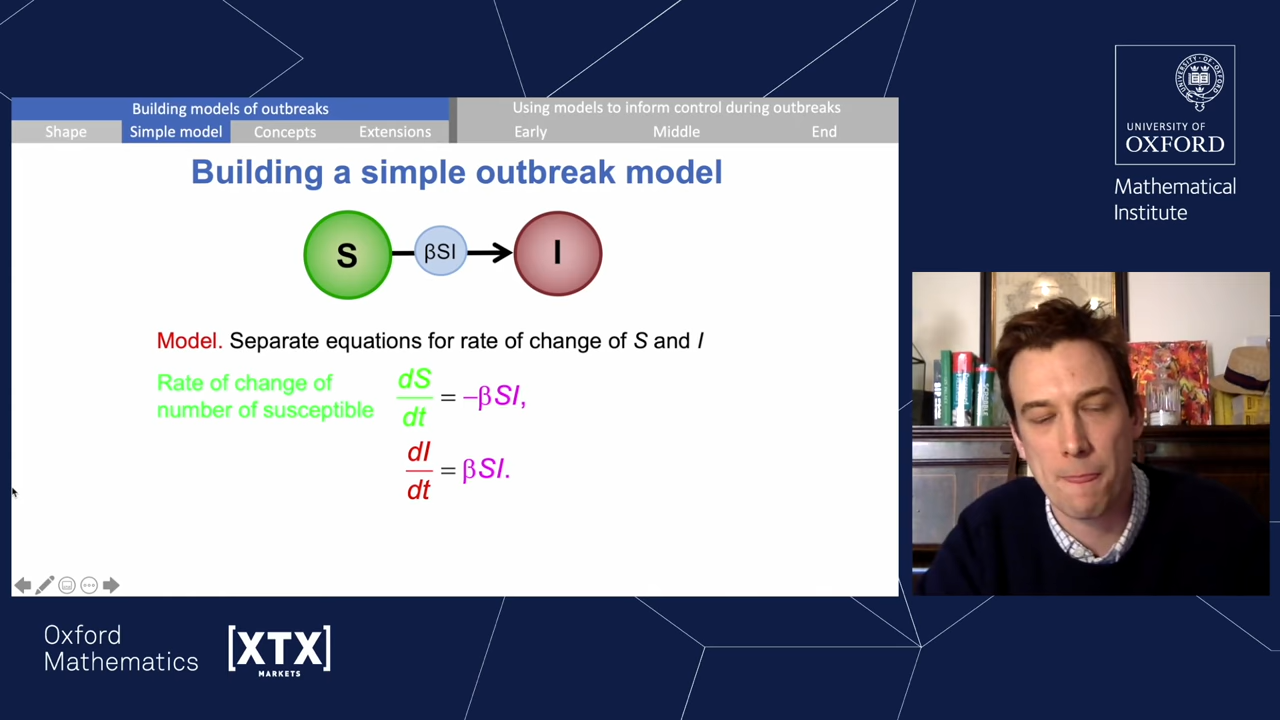 Building models of outbreaks
Using models to inform control during outbreaks
Shape
Simple model
Concepts
Extensions
Early
Middle
End
Building a simple outbreak model
S
βSI
I
Model. Separate equations for rate of change of S and I
Rate of change of
number of susceptible
dS/dt = –βSI,
dI/dt = βSI.
UNIVERSITY OF
OXFORD
Mathematical
Institute
Oxford
Mathematics
[XTX]
MARKETS